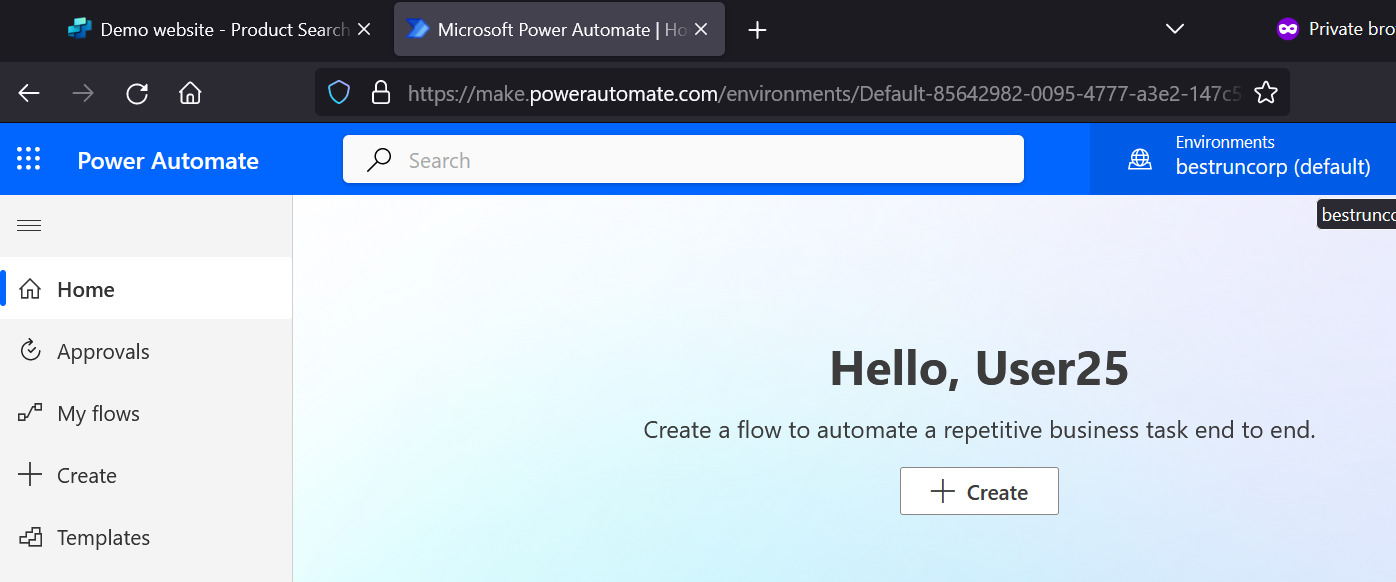 Demo website - Product Search
Microsoft Power Automate | Ho
Private bro
https://make.powerautomate.com/environments/Default-85642982-0095-4777-a3e2-147c5
Power Automate
Search
Environments
bestruncorp (default)
bestrunco
Home
Approvals
My flows
Create
Templates
Hello, User25
Create a flow to automate a repetitive business task end to end.
Create